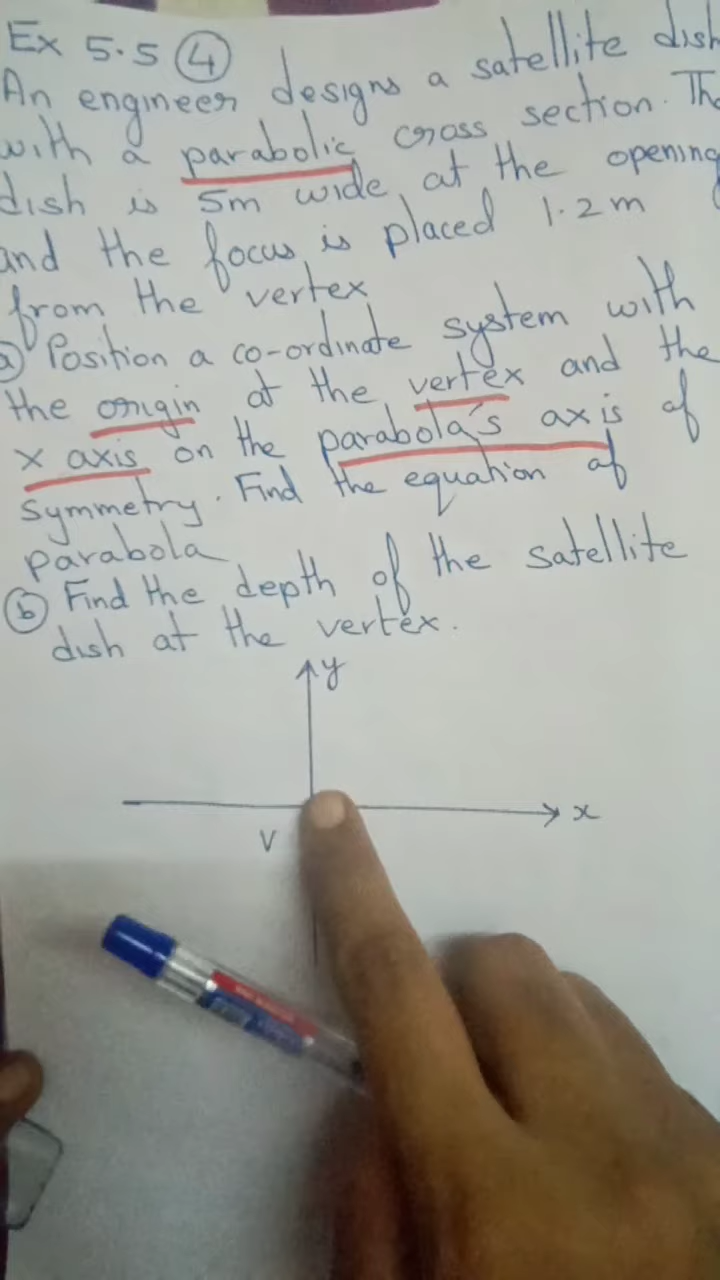 Ex 5.5 4
An engineer designs a satellite dish
with a parabolic cross section. The
dish is 5m wide at the opening
and the focus is placed 1.2m
from the vertex
a Position a co-ordinate system with
the origin at the vertex and the
x axis on the parabola's axis of
symmetry. Find the equation of
parabola
b Find the depth of the satellite
dish at the vertex.
y
x
V